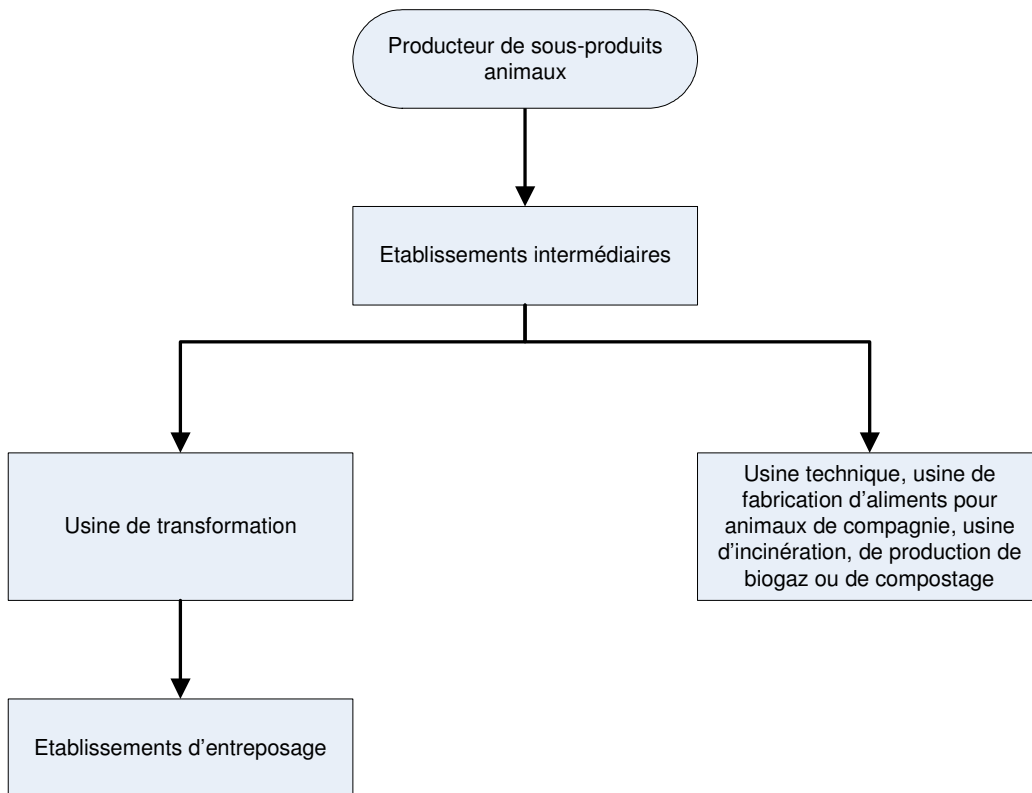 Producteur de sous-produits
animaux
Etablissements intermédiaires
Usine de transformation
Usine technique, usine de
fabrication d’aliments pour
animaux de compagnie, usine
d’incinération, de production de
biogaz ou de compostage
Etablissements d’entreposage